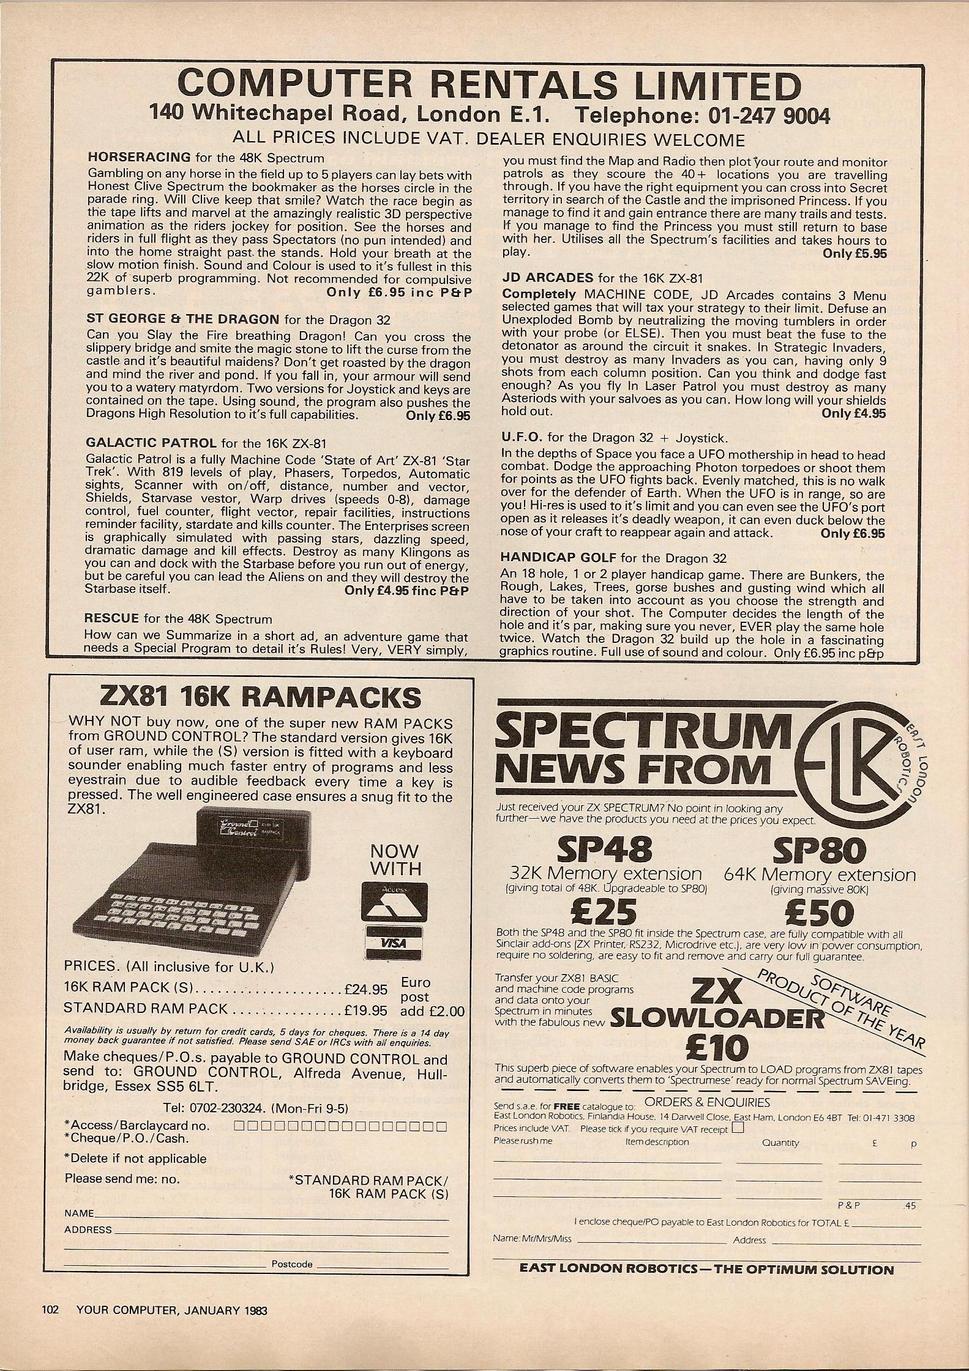 COMPUTER RENTALS LIMITED
140 Whitechapel Road, London E.1. Telephone: 01-247 9004
ALL PRICES INCLUDE VAT. DEALER ENQUIRIES WELCOME
HORSERACING for the 48K Spectrum
Gambling on any horse in the field up to 5 players can lay bets with
Honest Clive Spectrum the bookmaker as the horses circle in the
parade ring. Will Clive keep that smile? Watch the race begin as
the tape lifts and marvel at the amazingly realistic 3D perspective
animation as the riders jockey for position. See the horses and
riders in full flight as they pass Spectators (no pun intended) and
into the home straight past the stands. Hold your breath at the
slow motion finish. Sound and Colour is used to it's fullest in this
22K of superb programming. Not recommended for compulsive
gamblers. Only £6.95 inc P&P
ST GEORGE & THE DRAGON for the Dragon 32
Can you Slay the Fire breathing Dragon! Can you cross the
slippery bridge and smite the magic stone to lift the curse from the
castle and it's beautiful maidens? Don't get roasted by the dragon
and mind the river and pond. If you fall in, your armour will send
you to a watery matyrdom. Two versions for Joystick and keys are
contained on the tape. Using sound, the program also pushes the
Dragons High Resolution to it's full capabilities. Only £6.95
GALACTIC PATROL for the 16K ZX-81
Galactic Patrol is a fully Machine Code 'State of Art' ZX-81 'Star
Trek'. With 819 levels of play, Phasers, Torpedos, Automatic
sights, Scanner with on/off, distance, number and vector,
Shields, Starvase vestor, Warp drives (speeds 0-8), damage
control, fuel counter, flight vector, repair facilities, instructions
reminder facility, stardate and kills counter. The Enterprises screen
is graphically simulated with passing stars, dazzling speed,
dramatic damage and kill effects. Destroy as many Klingons as
you can and dock with the Starbase before you run out of energy,
but be careful you can lead the Aliens on and they will destroy the
Starbase itself. Only £4.95 finc P&P
RESCUE for the 48K Spectrum
How can we Summarize in a short ad, an adventure game that
needs a Special Program to detail it's Rules! Very, VERY simply,
you must find the Map and Radio then plot your route and monitor
patrols as they scoure the 40+ locations you are travelling
through. If you have the right equipment you can cross into Secret
territory in search of the Castle and the imprisoned Princess. If you
manage to find it and gain entrance there are many trails and tests.
If you manage to find the Princess you must still return to base
with her. Utilises all the Spectrum's facilities and takes hours to
play. Only £5.95
JD ARCADES for the 16K ZX-81
Completely MACHINE CODE, JD Arcades contains 3 Menu
selected games that will tax your strategy to their limit. Defuse an
Unexploded Bomb by neutralizing the moving tumblers in order
with your probe (or ELSE). Then you must beat the fuse to the
detonator as around the circuit it snakes. In Strategic Invaders,
you must destroy as many Invaders as you can, having only 9
shots from each column position. Can you think and dodge fast
enough? As you fly In Laser Patrol you must destroy as many
Asteriods with your salvoes as you can. How long will your shields
hold out. Only £4.95
U.F.O. for the Dragon 32 + Joystick.
In the depths of Space you face a UFO mothership in head to head
combat. Dodge the approaching Photon torpedoes or shoot them
for points as the UFO fights back. Evenly matched, this is no walk
over for the defender of Earth. When the UFO is in range, so are
you! Hi-res is used to it's limit and you can even see the UFO's port
open as it releases it's deadly weapon, it can even duck below the
nose of your craft to reappear again and attack. Only £6.95
HANDICAP GOLF for the Dragon 32
An 18 hole, 1 or 2 player handicap game. There are Bunkers, the
Rough, Lakes, Trees, gorse bushes and gusting wind which all
have to be taken into account as you choose the strength and
direction of your shot. The Computer decides the length of the
hole and it's par, making sure you never, EVER play the same hole
twice. Watch the Dragon 32 build up the hole in a fascinating
graphics routine. Full use of sound and colour. Only £6.95 inc p&p
ZX81 16K RAMPACKS
WHY NOT buy now, one of the super new RAM PACKS
from GROUND CONTROL? The standard version gives 16K
of user ram, while the (S) version is fitted with a keyboard
sounder enabling much faster entry of programs and less
eyestrain due to audible feedback every time a key is
pressed. The well engineered case ensures a snug fit to the
ZX81.
Ground
Control
NOW
WITH
Access
VISA
PRICES. (All inclusive for U.K.)
16K RAM PACK (S)......................£24.95
STANDARD RAM PACK ...............£19.95
Euro
post
add £2.00
Availability is usually by return for credit cards, 5 days for cheques. There is a 14 day
money back guarantee if not satisfied. Please send SAE or IRCs with all enquiries.
Make cheques/P.O.s. payable to GROUND CONTROL and
send to: GROUND CONTROL, Alfreda Avenue, Hull-
bridge, Essex SS5 6LT.
Tel: 0702-230324. (Mon-Fri 9-5)
*Access/Barclaycard no.
*Cheque/P.O./Cash.
*Delete if not applicable
Please send me: no. *STANDARD RAM PACK/
16K RAM PACK (S)
NAME
ADDRESS
Postcode
SPECTRUM
NEWS FROM
ELR
EAST LONDON
ROBOTICS
Just received your ZX SPECTRUM? No point in looking any
further—we have the products you need at the prices you expect.
SP48
32K Memory extension
(giving total of 48K. Upgradeable to SP80)
£25
SP80
64K Memory extension
(giving massive 80K)
£50
Both the SP48 and the SP80 fit inside the Spectrum case, are fully compatible with all
Sinclair add-ons (ZX Printer, RS232, Microdrive etc.), are very low in power consumption,
require no soldering, are easy to fit and remove and carry our full guarantee.
Transfer your ZX81 BASIC
and machine code programs
and data onto your
Spectrum in minutes
with the fabulous new
ZX
SLOWLOADER
£10
SOFTWARE
PRODUCT OF THE YEAR
This superb piece of software enables your Spectrum to LOAD programs from ZX81 tapes
and automatically converts them to 'Spectrumese' ready for normal Spectrum SAVEing.
ORDERS & ENQUIRIES
Send s.a.e. for FREE catalogue to:
East London Robotics, Finlandia House, 14 Darwell Close, East Ham, London E6 4BT Tel: 01-471 3308
Prices include VAT. Please tick if you require VAT receipt
Please rush me Item description Quantity £ p
P & P .45
I enclose cheque/PO payable to East London Robotics for TOTAL £
Name: Mr/Mrs/Miss Address
EAST LONDON ROBOTICS—THE OPTIMUM SOLUTION
102 YOUR COMPUTER, JANUARY 1983